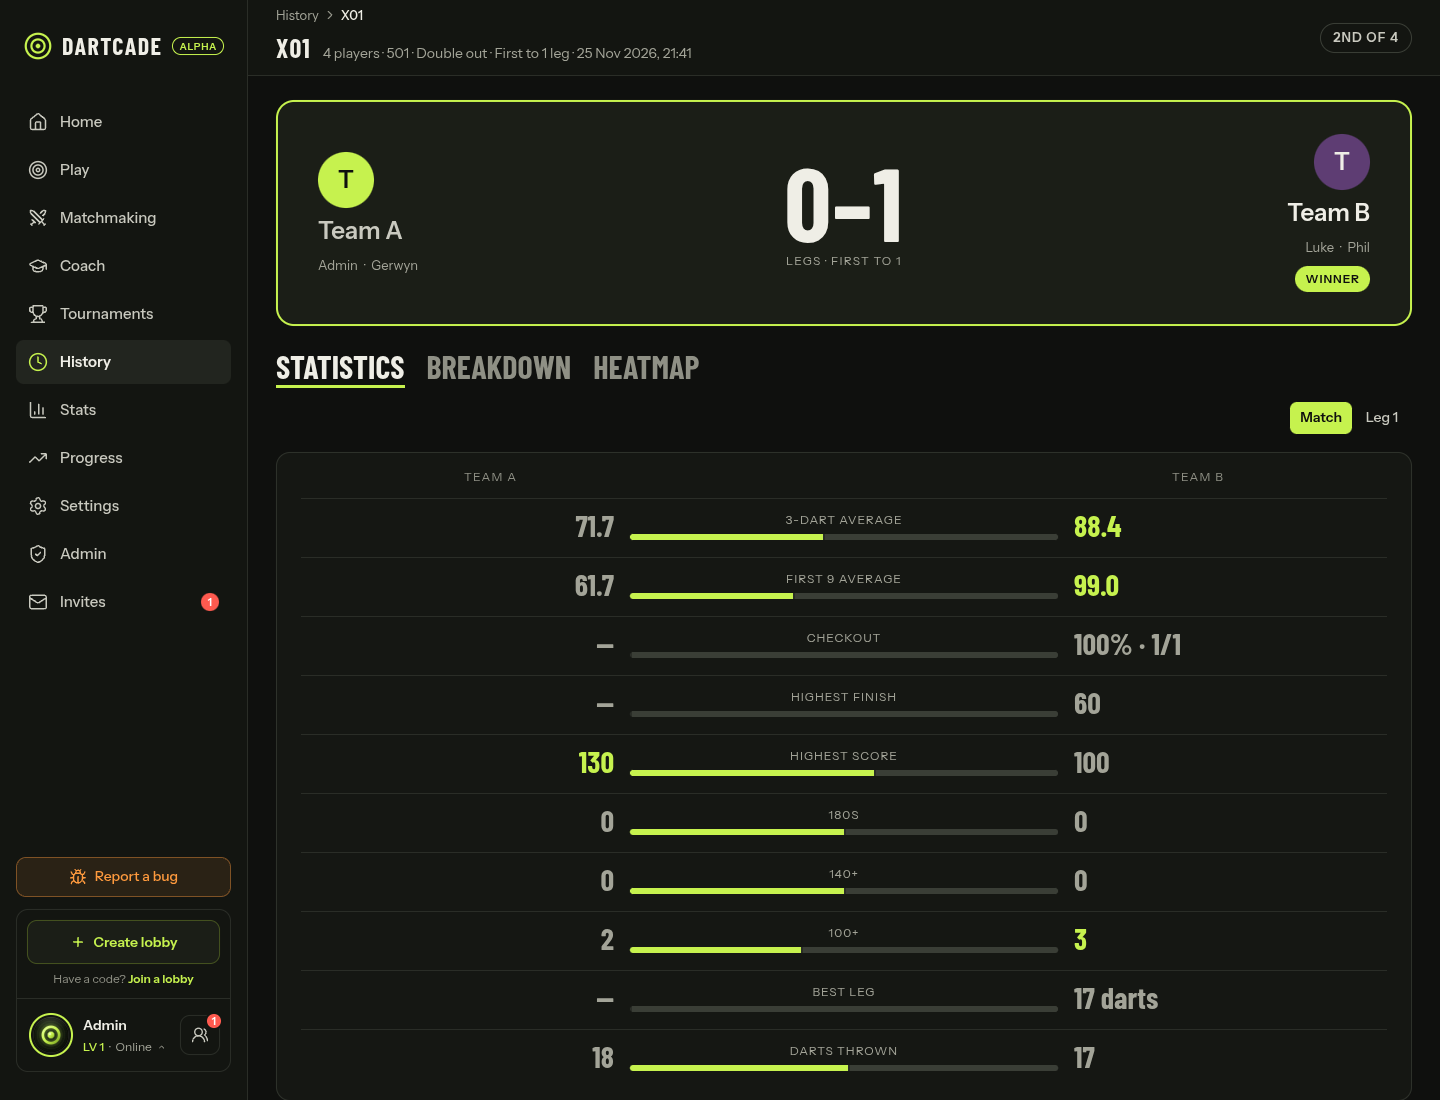 DARTCADE ALPHA
Home
Play
Matchmaking
Coach
Tournaments
History
Stats
Progress
Settings
Admin
Invites 1
Report a bug
+ Create lobby
Have a code? Join a lobby
Admin
LV 1 · Online
1
History > X01
X01 4 players · 501 · Double out · First to 1 leg · 25 Nov 2026, 21:41
2ND OF 4
T
Team A
Admin · Gerwyn
0–1
LEGS · FIRST TO 1
T
Team B
Luke · Phil
WINNER
STATISTICS BREAKDOWN HEATMAP
Match Leg 1
TEAM A TEAM B
71.7 3-DART AVERAGE 88.4
61.7 FIRST 9 AVERAGE 99.0
– CHECKOUT 100% · 1/1
– HIGHEST FINISH 60
130 HIGHEST SCORE 100
0 180S 0
0 140+ 0
2 100+ 3
– BEST LEG 17 darts
18 DARTS THROWN 17